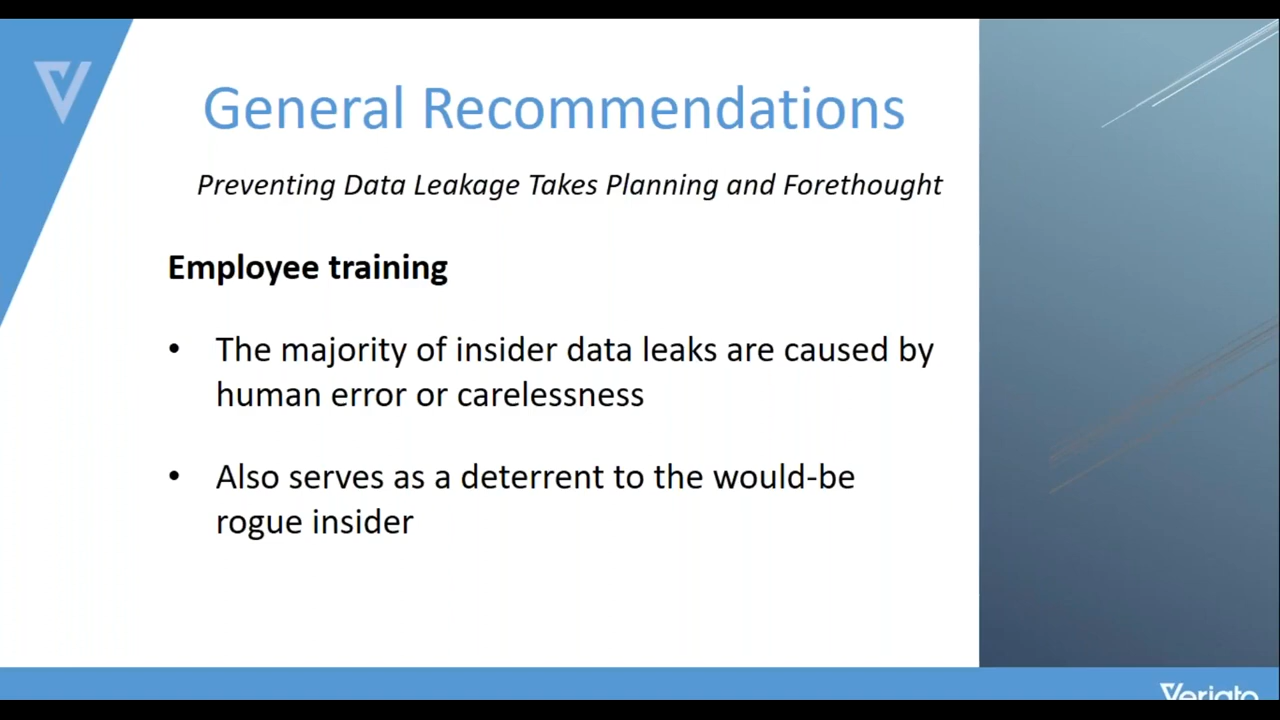 General Recommendations
Preventing Data Leakage Takes Planning and Forethought
Employee training
• The majority of insider data leaks are caused by
human error or carelessness
• Also serves as a deterrent to the would-be
rogue insider
Veriato